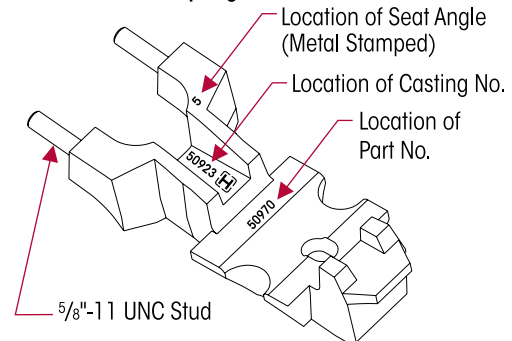 Location of Seat Angle
(Metal Stamped)
Location of Casting No.
Location of
Part No.
5
50923 H
50970
5/8"-11 UNC Stud